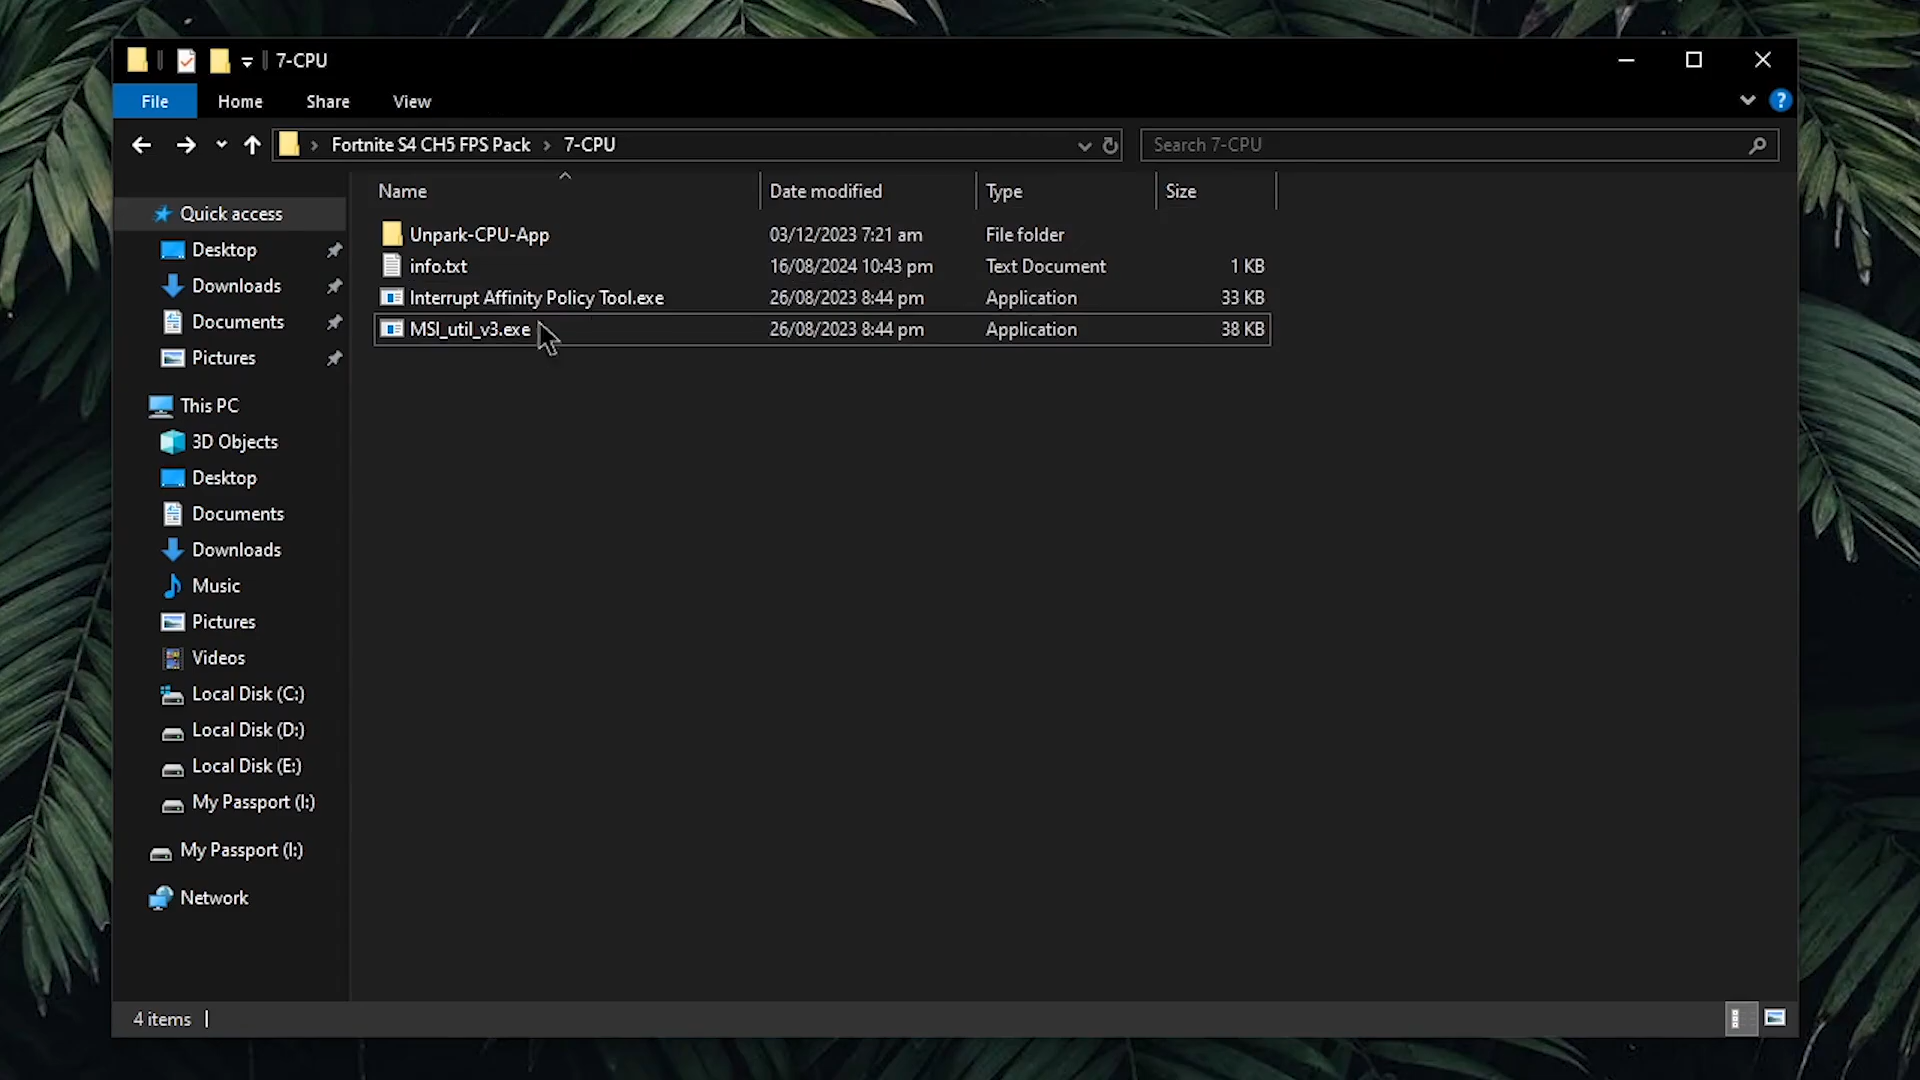 7-CPU
File Home Share View
Fortnite S4 CH5 FPS Pack 7-CPU
Search 7-CPU
Name Date modified Type Size
Unpark-CPU-App 03/12/2023 7:21 am File folder
info.txt 16/08/2024 10:43 pm Text Document 1 KB
Interrupt Affinity Policy Tool.exe 26/08/2023 8:44 pm Application 33 KB
MSI_util_v3.exe 26/08/2023 8:44 pm Application 38 KB
Quick access
Desktop
Downloads
Documents
Pictures
This PC
3D Objects
Desktop
Documents
Downloads
Music
Pictures
Videos
Local Disk (C:)
Local Disk (D:)
Local Disk (E:)
My Passport (I:)
My Passport (I:)
Network
4 items